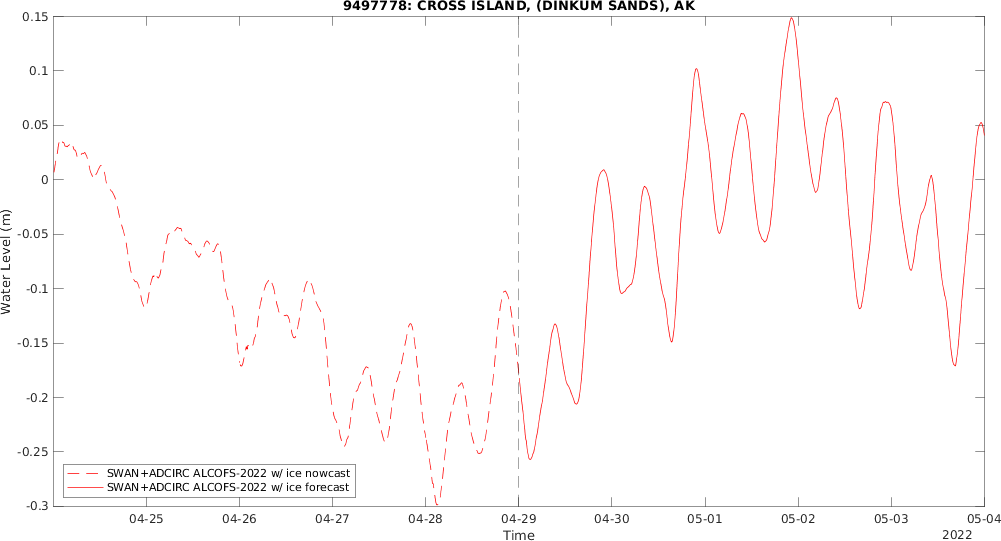 9497778: CROSS ISLAND, (DINKUM SANDS), AK
0.15
0.1
0.05
0
-0.05
-0.1
-0.15
-0.2
-0.25
-0.3
Water Level (m)
SWAN+ADCIRC ALCOFS-2022 w/ ice nowcast
SWAN+ADCIRC ALCOFS-2022 w/ ice forecast
04-25 04-26 04-27 04-28 04-29 04-30 05-01 05-02 05-03 05-04
Time
2022